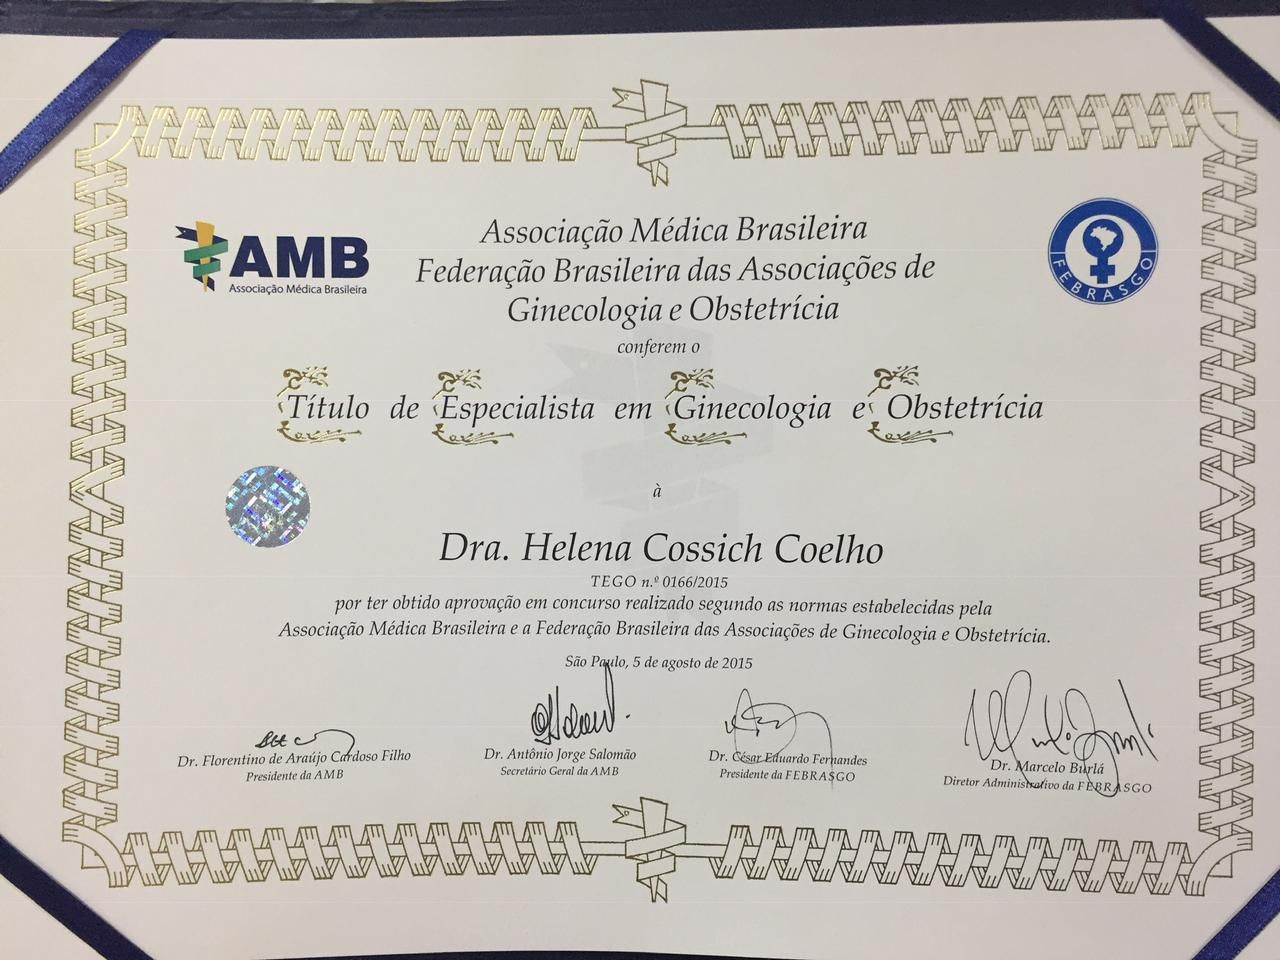 AMB
Associação Médica Brasileira
Associação Médica Brasileira
Federação Brasileira das Associações de
Ginecologia e Obstetrícia
FEBRASGO
conferem o
Título de Especialista em Ginecologia e Obstetrícia
à
Dra. Helena Cossich Coelho
TEGO n.º 0166/2015
por ter obtido aprovação em concurso realizado segundo as normas estabelecidas pela
Associação Médica Brasileira e a Federação Brasileira das Associações de Ginecologia e Obstetrícia.
São Paulo, 5 de agosto de 2015
Dr. Florentino de Araújo Cardoso Filho
Presidente da AMB
Dr. Antônio Jorge Salomão
Secretário Geral da AMB
Dr. César Eduardo Fernandes
Presidente da FEBRASGO
Dr. Marcelo Burlá
Diretor Administrativo da FEBRASGO